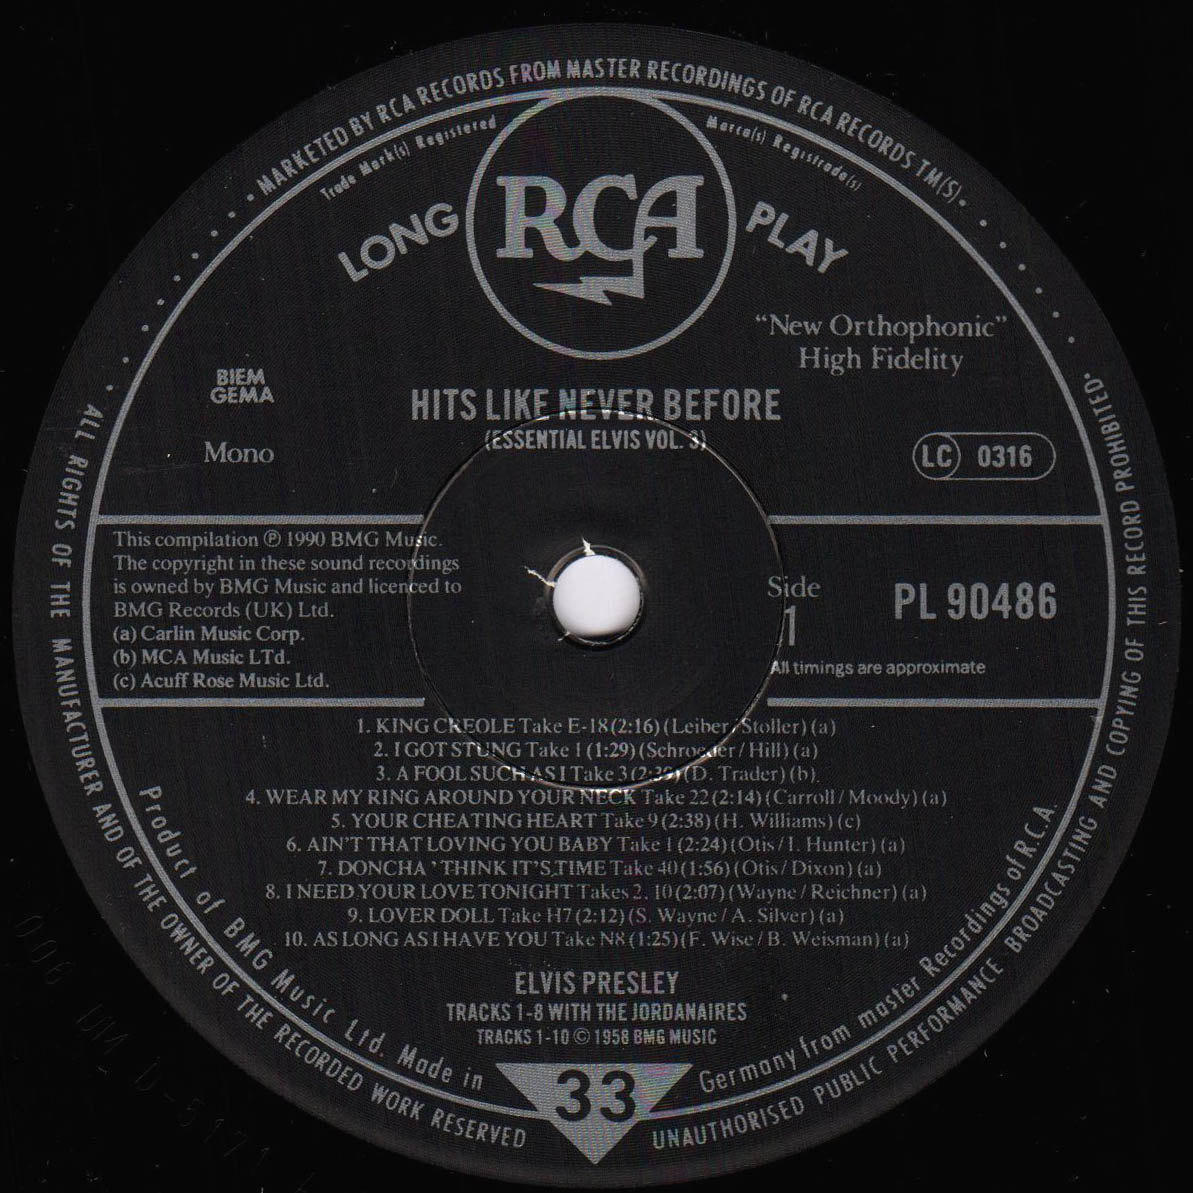 · MARKETED BY RCA RECORDS FROM MASTER RECORDINGS OF RCA RECORDS TM(S) ·
Trade Mark(s) Registered
Marca(s) Registrada(s)
LONG
RCA
PLAY
"New Orthophonic"
High Fidelity
BIEM
GEMA
HITS LIKE NEVER BEFORE
(ESSENTIAL ELVIS VOL. 3)
Mono
LC 0316
This compilation ℗ 1990 BMG Music.
The copyright in these sound recordings
is owned by BMG Music and licenced to
BMG Records (UK) Ltd.
(a) Carlin Music Corp.
(b) MCA Music LTd.
(c) Acuff Rose Music Ltd.
Side
1
PL 90486
All timings are approximate
1. KING CREOLE Take E-18 (2:16) (Leiber / Stoller) (a)
2. I GOT STUNG Take 1 (1:29) (Schroeder / Hill) (a)
3. A FOOL SUCH AS I Take 3 (2:39) (D. Trader) (b)
4. WEAR MY RING AROUND YOUR NECK Take 22 (2:14) (Carroll / Moody) (a)
5. YOUR CHEATING HEART Take 9 (2:38) (H. Williams) (c)
6. AIN'T THAT LOVING YOU BABY Take 1 (2:24) (Otis / I. Hunter) (a)
7. DONCHA 'THINK IT'S TIME Take 40 (1:56) (Otis / Dixon) (a)
8. I NEED YOUR LOVE TONIGHT Takes 2, 10 (2:07) (Wayne / Reichner) (a)
9. LOVER DOLL Take H7 (2:12) (S. Wayne / A. Silver) (a)
10. AS LONG AS I HAVE YOU Take N8 (1:25) (F. Wise / B. Weisman) (a)
ELVIS PRESLEY
TRACKS 1-8 WITH THE JORDANAIRES
TRACKS 1-10 © 1958 BMG MUSIC
33
Product of BMG Music Ltd. Made in Germany from master Recordings of R.C.A.
· ALL RIGHTS OF THE MANUFACTURER AND OF THE OWNER OF THE RECORDED WORK RESERVED
UNAUTHORISED PUBLIC PERFORMANCE BROADCASTING AND COPYING OF THIS RECORD PROHIBITED·